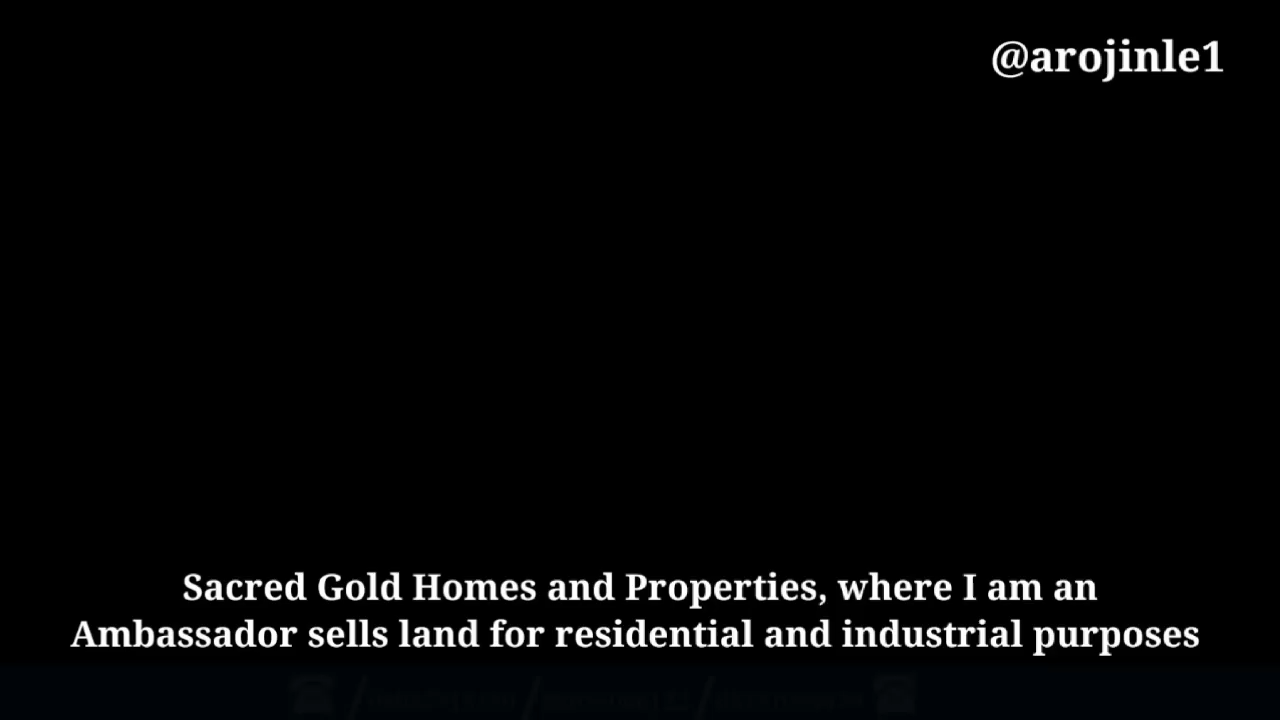 @arojinle1
Sacred Gold Homes and Properties, where I am an
Ambassador sells land for residential and industrial purposes